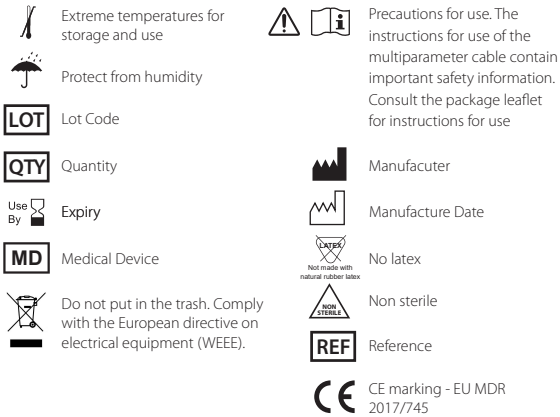 Extreme temperatures for
storage and use
Protect from humidity
LOT Lot Code
QTY Quantity
Use
By
Expiry
MD Medical Device
Do not put in the trash. Comply
with the European directive on
electrical equipment (WEEE).
i
Precautions for use. The
instructions for use of the
multiparameter cable contain
important safety information.
Consult the package leaflet
for instructions for use
Manufacuter
Manufacture Date
LATEX
Not made with
natural rubber latex
No latex
NON
STERILE
Non sterile
REF Reference
CE CE marking - EU MDR
2017/745